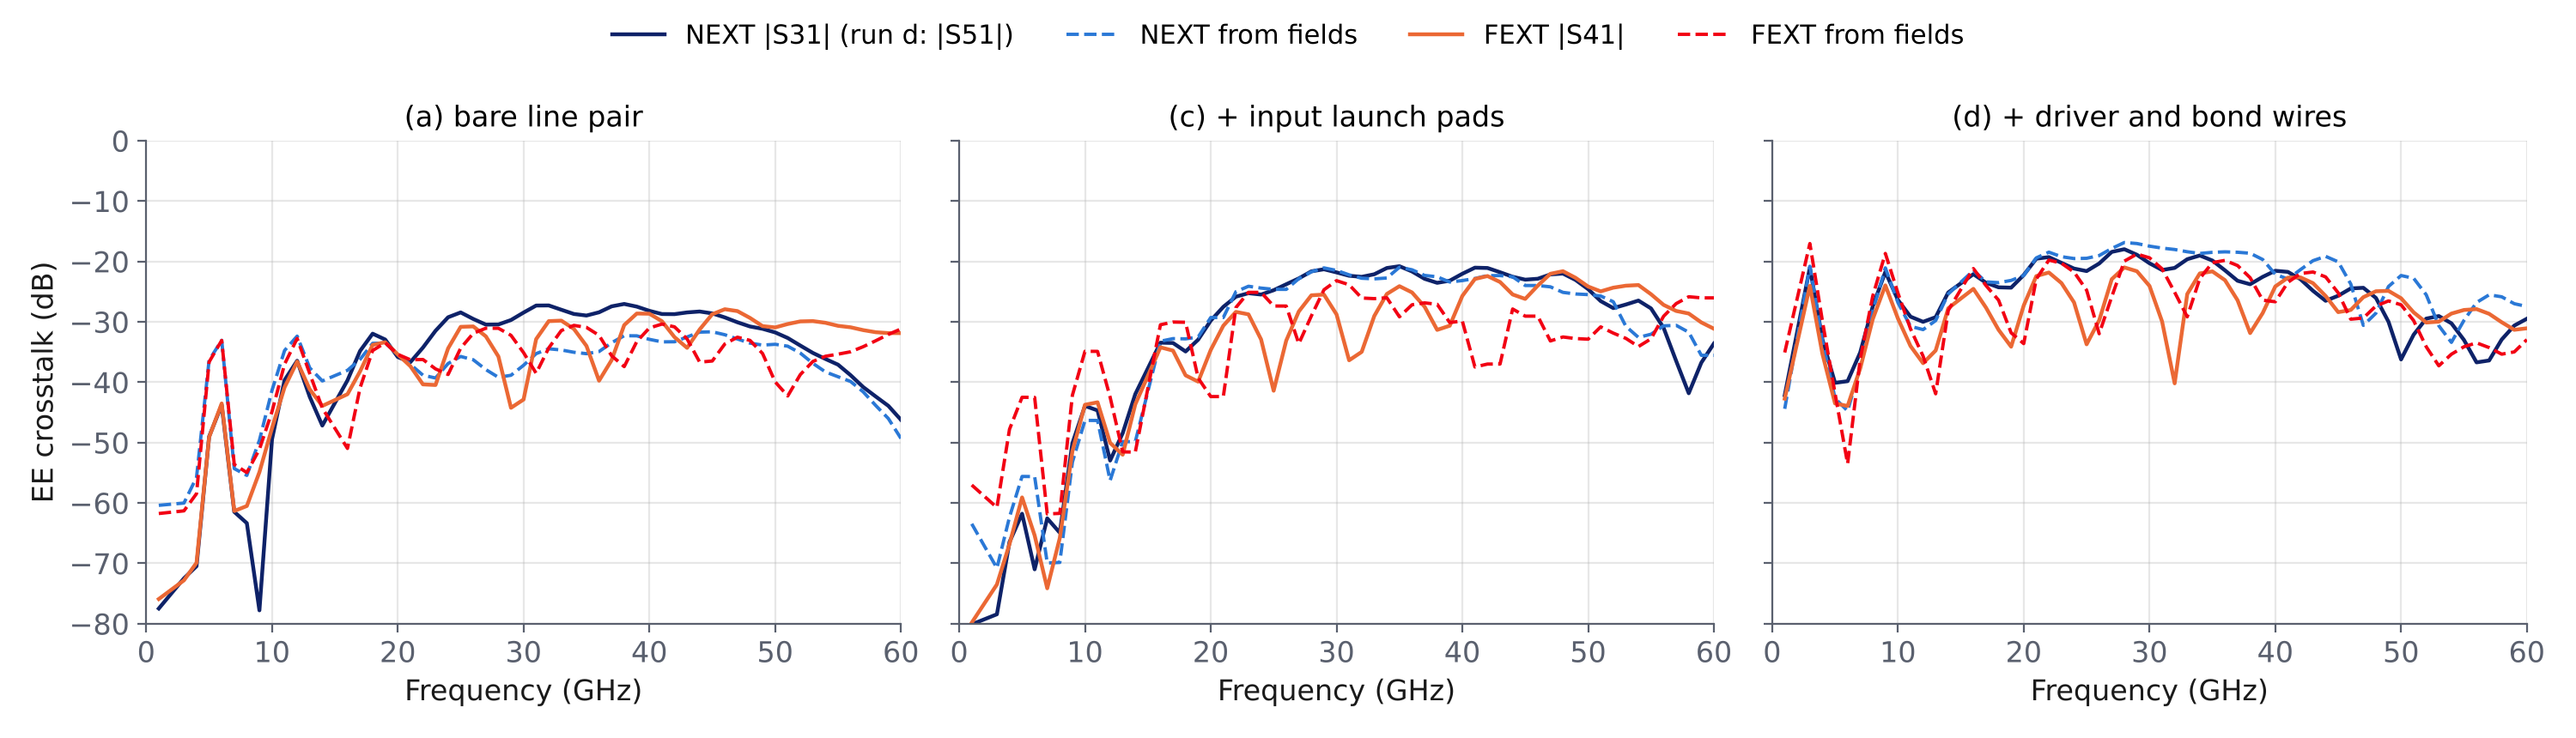 NEXT |S31| (run d: |S51|) NEXT from fields FEXT |S41| FEXT from fields
(a) bare line pair (c) + input launch pads (d) + driver and bond wires
EE crosstalk (dB)
0
−10
−20
−30
−40
−50
−60
−70
−80
0 10 20 30 40 50 60 0 10 20 30 40 50 60 0 10 20 30 40 50 60
Frequency (GHz) Frequency (GHz) Frequency (GHz)